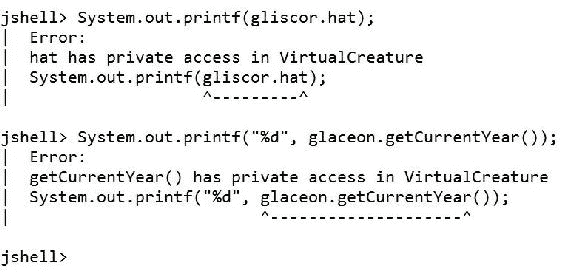 jshell> System.out.printf(gliscor.hat);
|  Error:
|  hat has private access in VirtualCreature
|  System.out.printf(gliscor.hat);
|                    ^---------^
jshell> System.out.printf("%d", glaceon.getCurrentYear());
|  Error:
|  getCurrentYear() has private access in VirtualCreature
|  System.out.printf("%d", glaceon.getCurrentYear());
|                          ^--------------------^
jshell>